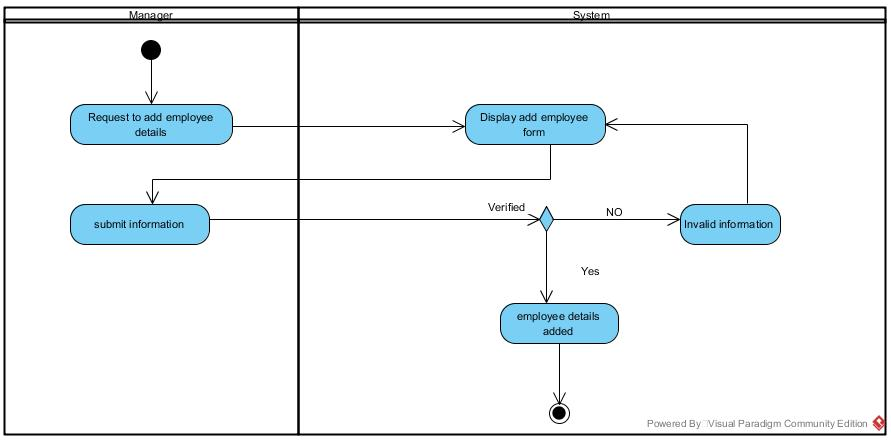 Manager
System
Request to add employee
details
Display add employee
form
submit information
Verified
NO
Invalid information
Yes
employee details
added
Powered By Visual Paradigm Community Edition